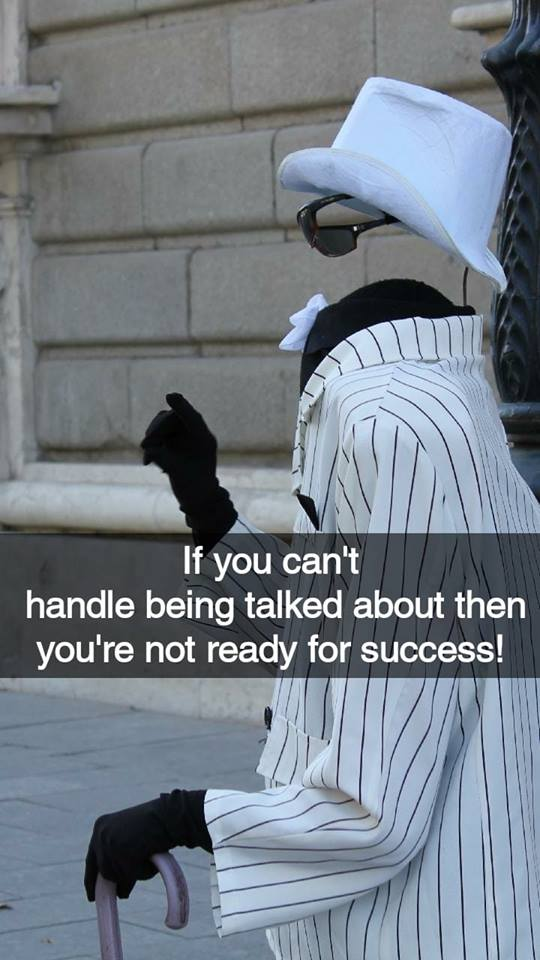 If you can't
handle being talked about then
you're not ready for success!